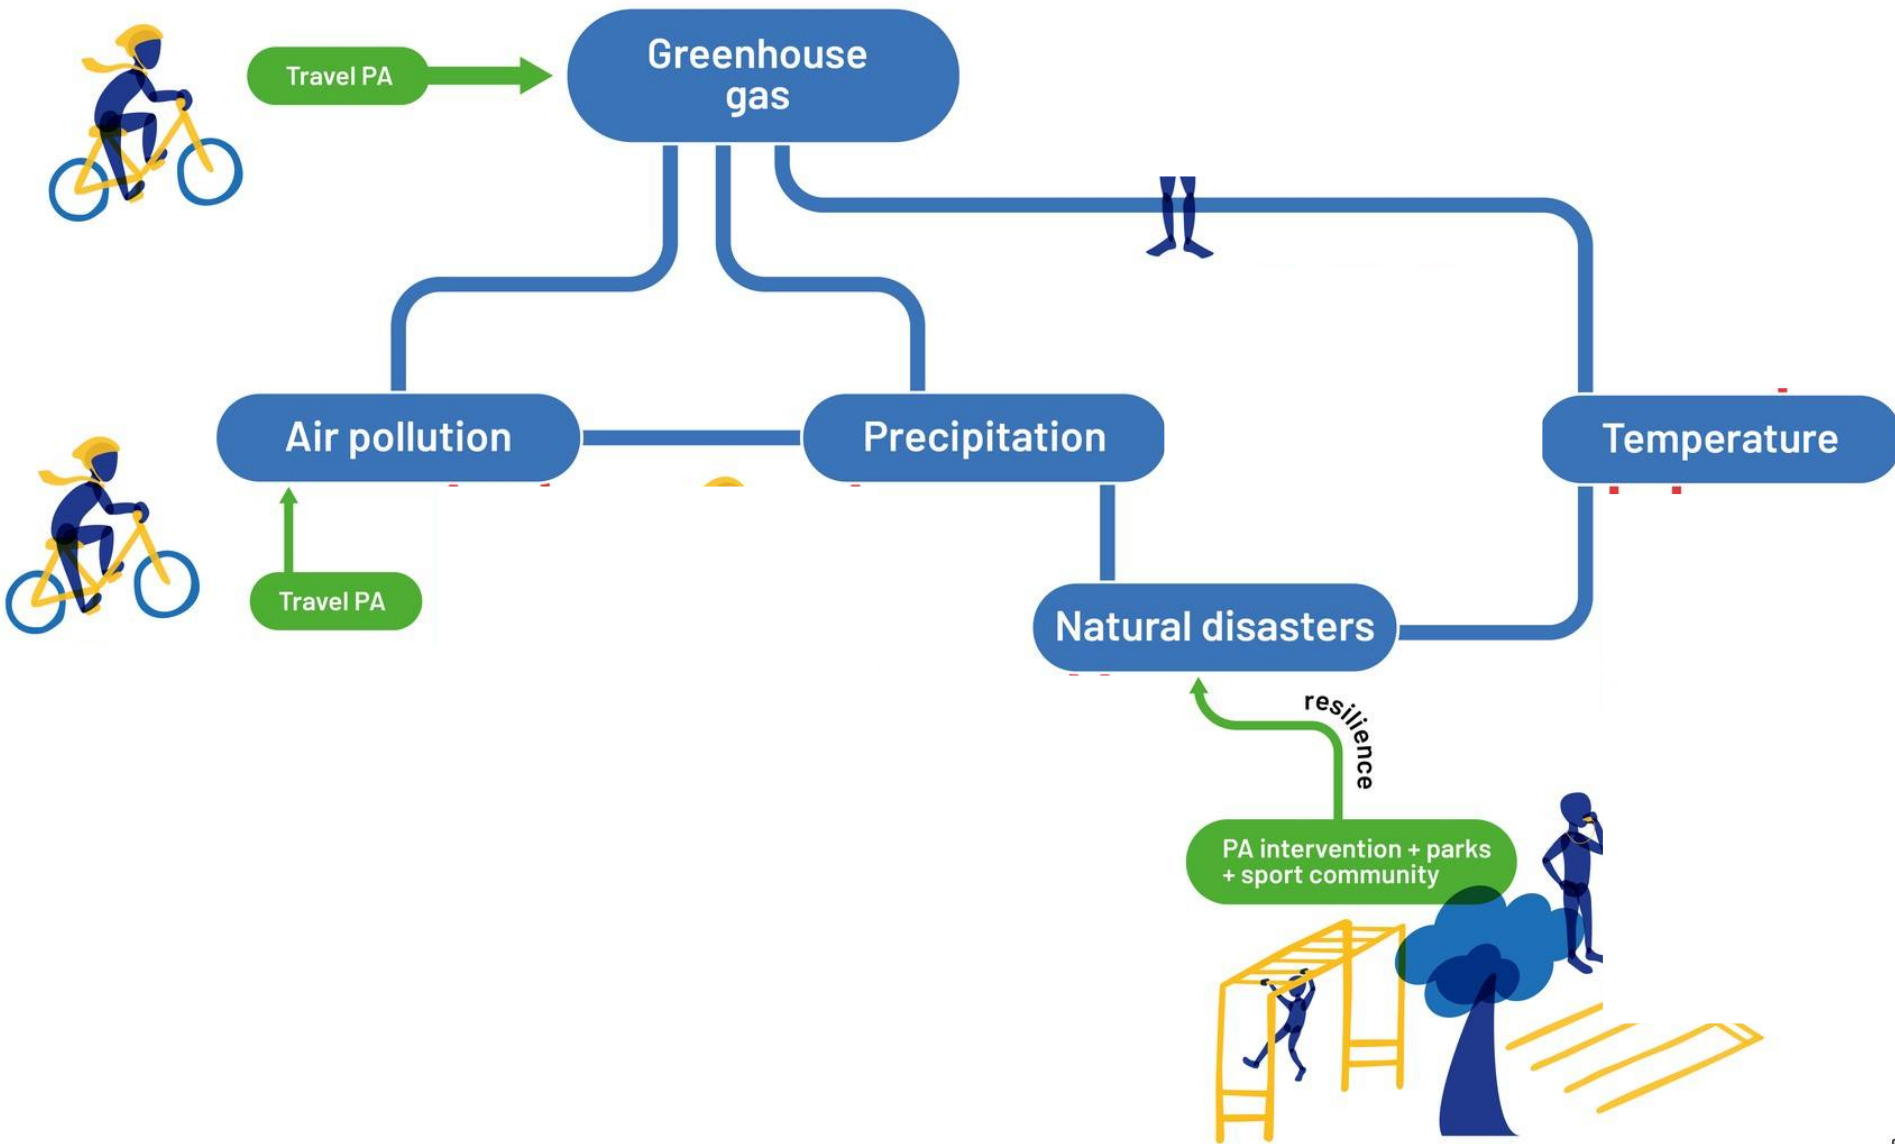 Travel PA
Greenhouse
gas
Air pollution
Precipitation
Temperature
Travel PA
Natural disasters
resilience
PA intervention + parks
+ sport community